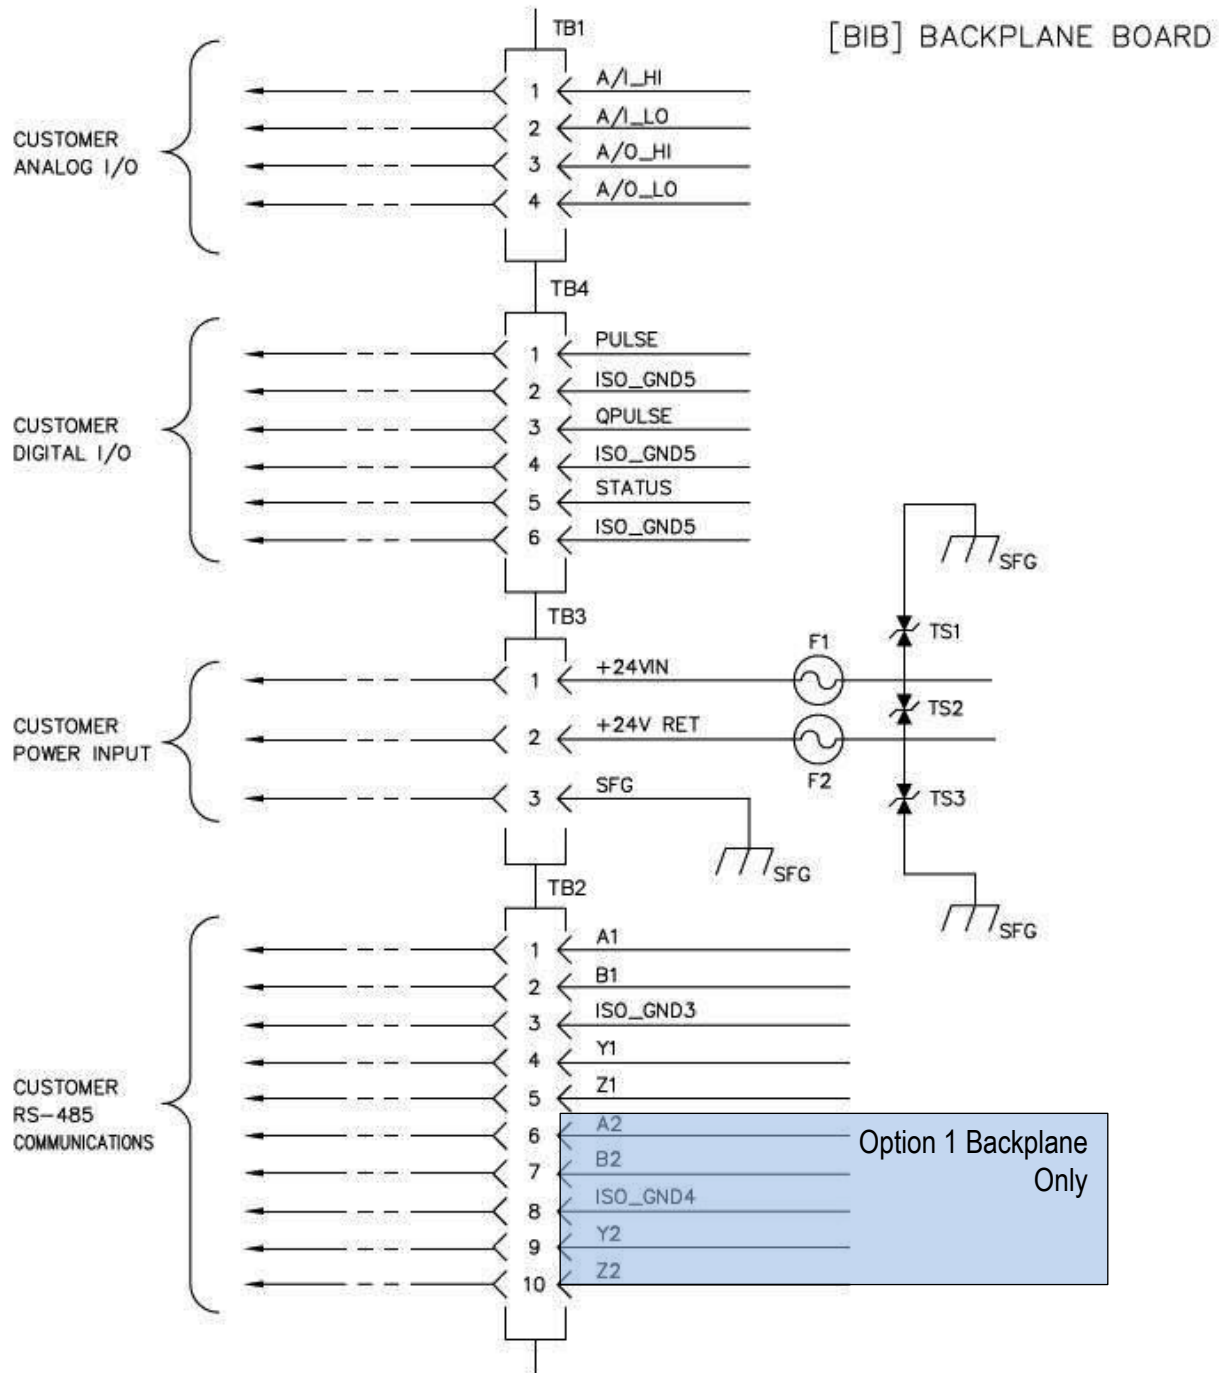 [BIB] BACKPLANE BOARD
TB1
CUSTOMER
ANALOG I/O
1 A/I_HI
2 A/I_LO
3 A/O_HI
4 A/O_LO
TB4
CUSTOMER
DIGITAL I/O
1 PULSE
2 ISO_GND5
3 QPULSE
4 ISO_GND5
5 STATUS
6 ISO_GND5
SFG
TB3
TS1
CUSTOMER
POWER INPUT
1 +24VIN F1
TS2
2 +24V RET F2
3 SFG
TS3
SFG
SFG
TB2
CUSTOMER
RS-485
COMMUNICATIONS
1 A1
2 B1
3 ISO_GND3
4 Y1
5 Z1
6 A2
7 B2
8 ISO_GND4
9 Y2
10 Z2
Option 1 Backplane
Only